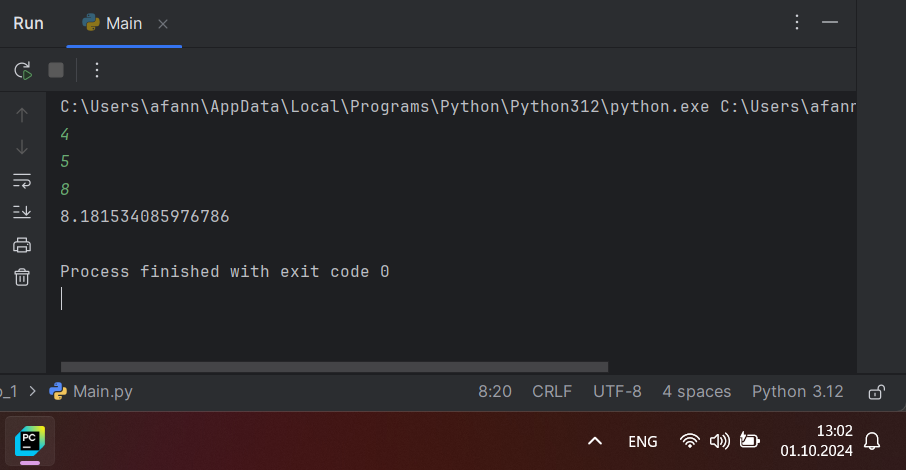 Run Main
C:\Users\afann\AppData\Local\Programs\Python\Python312\python.exe C:\Users\afann
4
5
8
8.181534085976786
Process finished with exit code 0
_1 > Main.py 8:20 CRLF UTF-8 4 spaces Python 3.12
PC
ENG
13:02
01.10.2024